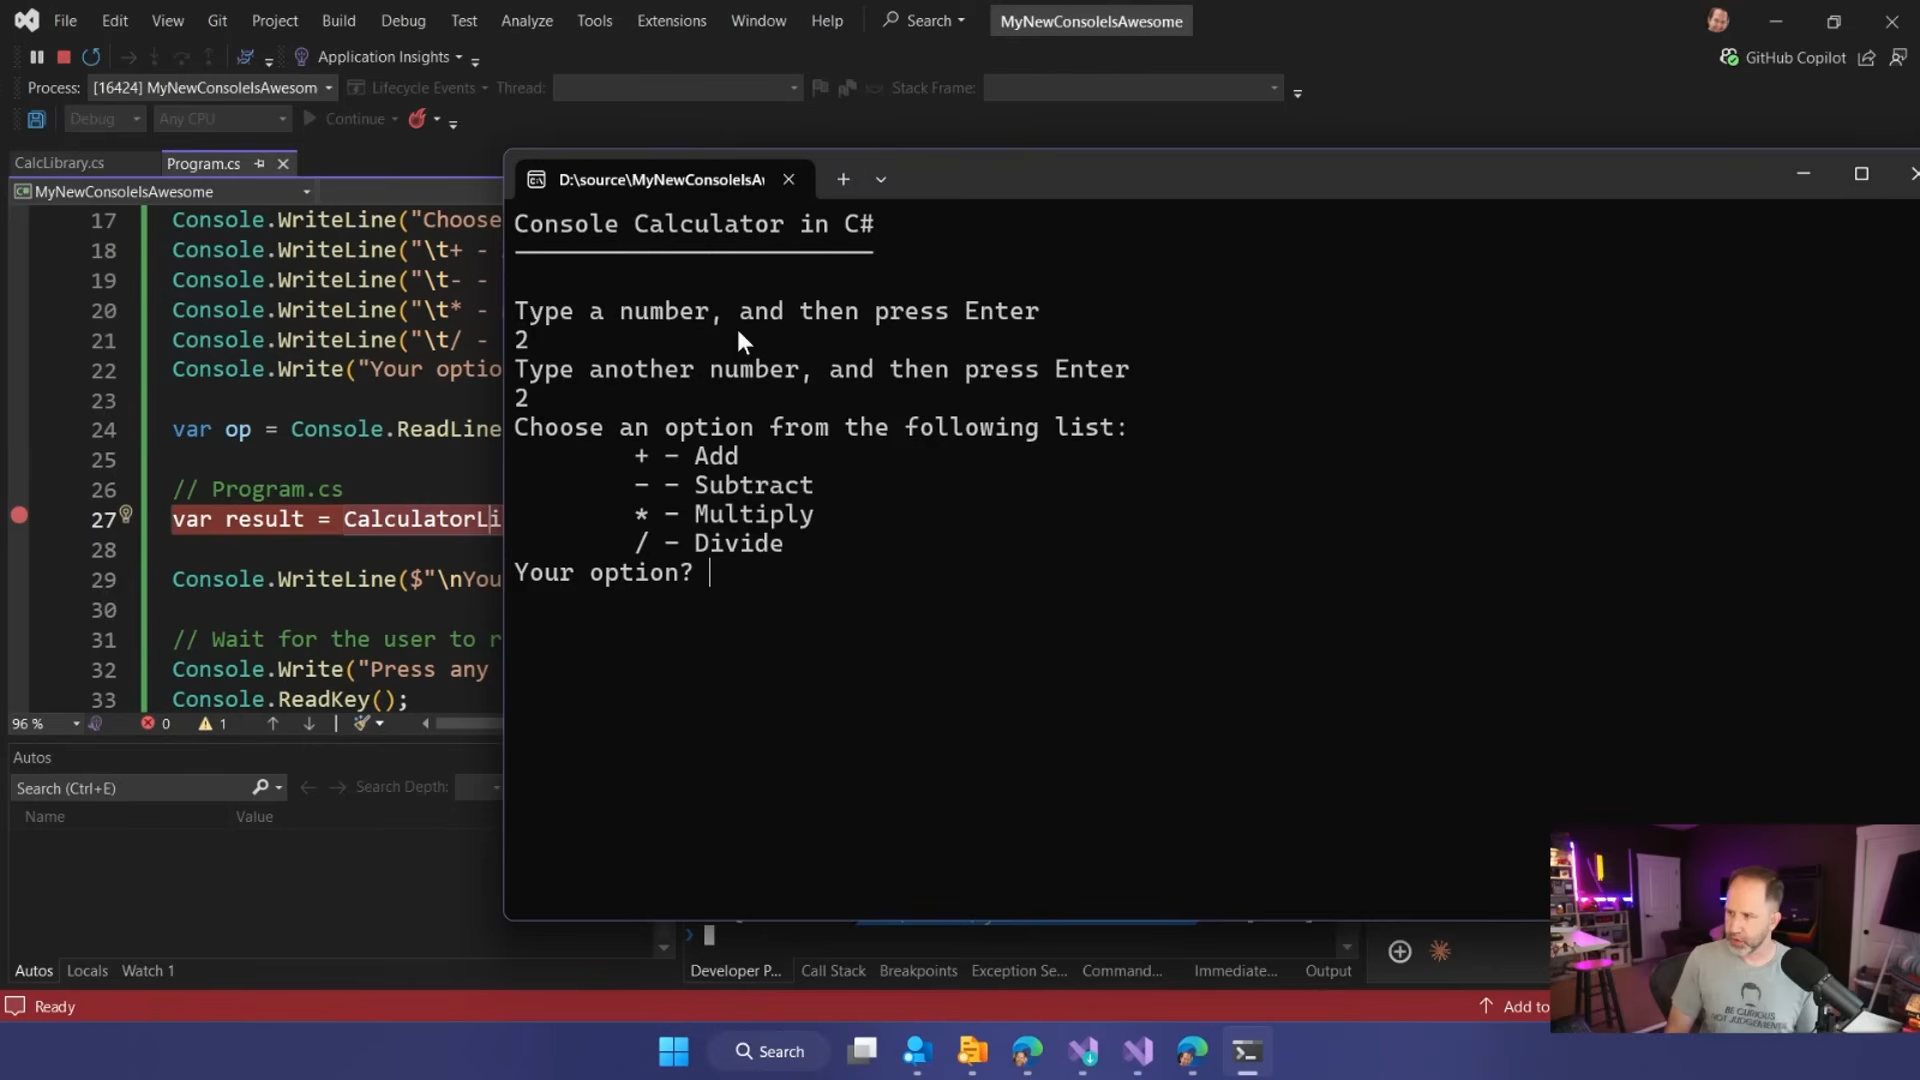 File Edit View Git Project Build Debug Test Analyze Tools Extensions Window Help Search MyNewConsoleIsAwesome
Application Insights
GitHub Copilot
Process: [16424] MyNewConsoleIsAwesom Lifecycle Events Thread: Stack Frame:
Debug Any CPU Continue
CalcLibrary.cs Program.cs
MyNewConsoleIsAwesome
17 Console.WriteLine("Choose
18 Console.WriteLine("\t+ -
19 Console.WriteLine("\t- -
20 Console.WriteLine("\t* -
21 Console.WriteLine("\t/ -
22 Console.Write("Your optio
23
24 var op = Console.ReadLine
25
26 // Program.cs
27 var result = CalculatorLi
28
29 Console.WriteLine($"\nYou
30
31 // Wait for the user to r
32 Console.Write("Press any
33 Console.ReadKey();
96 % 0 1
D:\source\MyNewConsoleIsA
Console Calculator in C#
Type a number, and then press Enter
2
Type another number, and then press Enter
2
Choose an option from the following list:
+ - Add
- - Subtract
* - Multiply
/ - Divide
Your option?
Autos
Search (Ctrl+E) Search Depth:
Name Value
Autos Locals Watch 1
Developer P... Call Stack Breakpoints Exception Se... Command... Immediate... Output
Ready
Add to
BE CURIOUS
NOT JUDGEMENTAL
Search